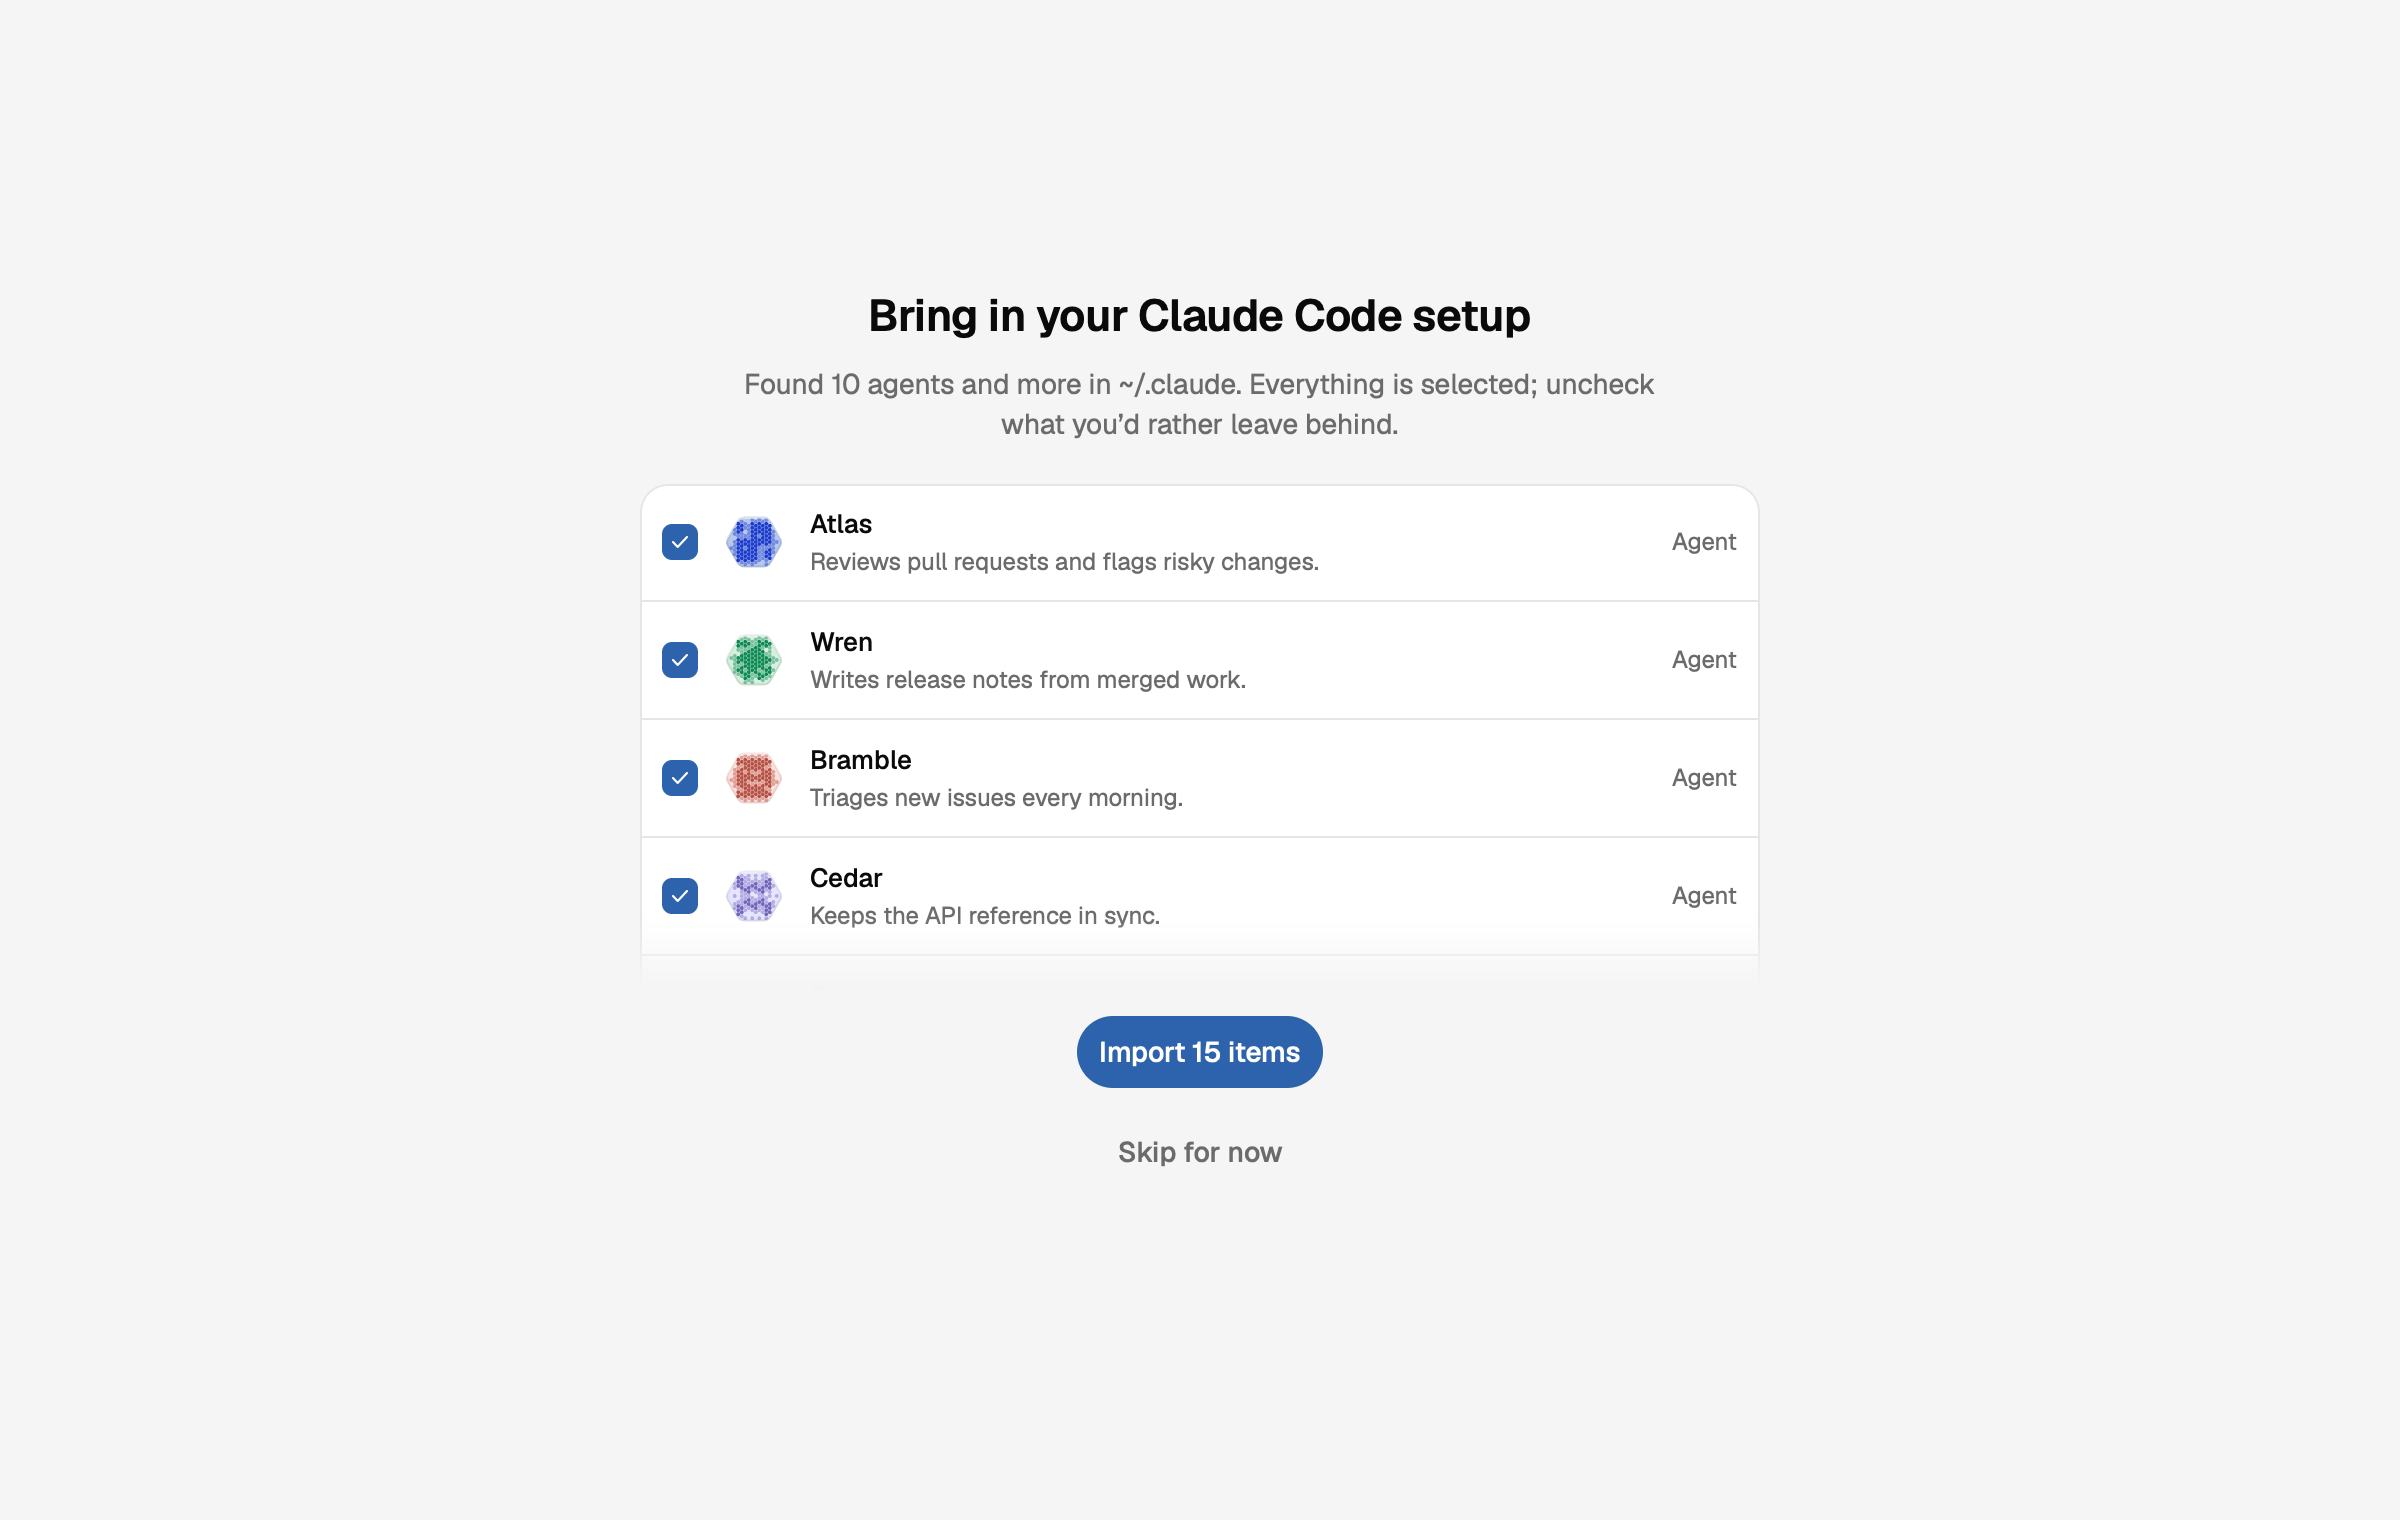 Bring in your Claude Code setup
Found 10 agents and more in ~/.claude. Everything is selected; uncheck
what you’d rather leave behind.
Atlas
Reviews pull requests and flags risky changes.
Agent
Wren
Writes release notes from merged work.
Agent
Bramble
Triages new issues every morning.
Agent
Cedar
Keeps the API reference in sync.
Agent
Import 15 items
Skip for now